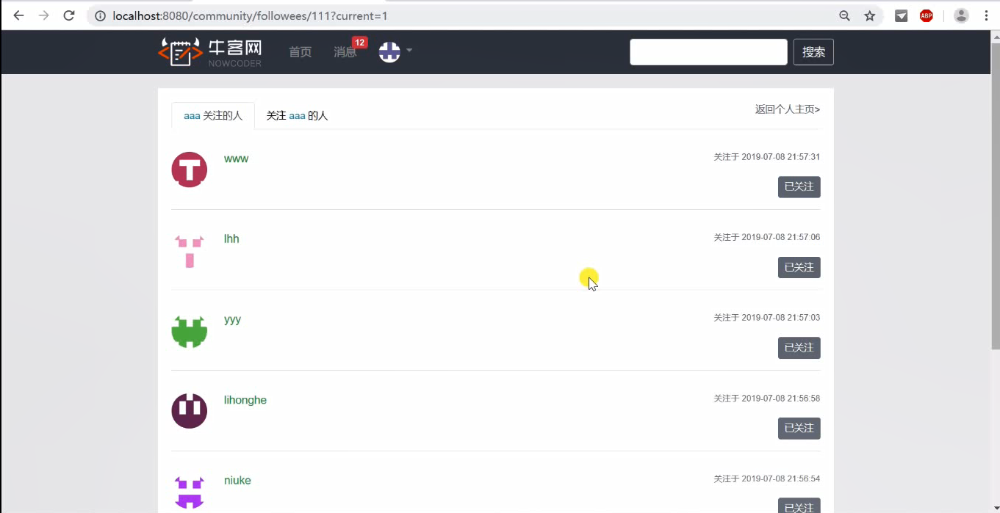 localhost:8080/community/followees/111?current=1
ABP
牛客网
NOWCODER
首页
消息
12
搜索
aaa 关注的人
关注 aaa 的人
返回个人主页>
www
关注于 2019-07-08 21:57:31
已关注
lhh
关注于 2019-07-08 21:57:06
已关注
yyy
关注于 2019-07-08 21:57:03
已关注
lihonghe
关注于 2019-07-08 21:56:58
已关注
niuke
关注于 2019-07-08 21:56:54
已关注